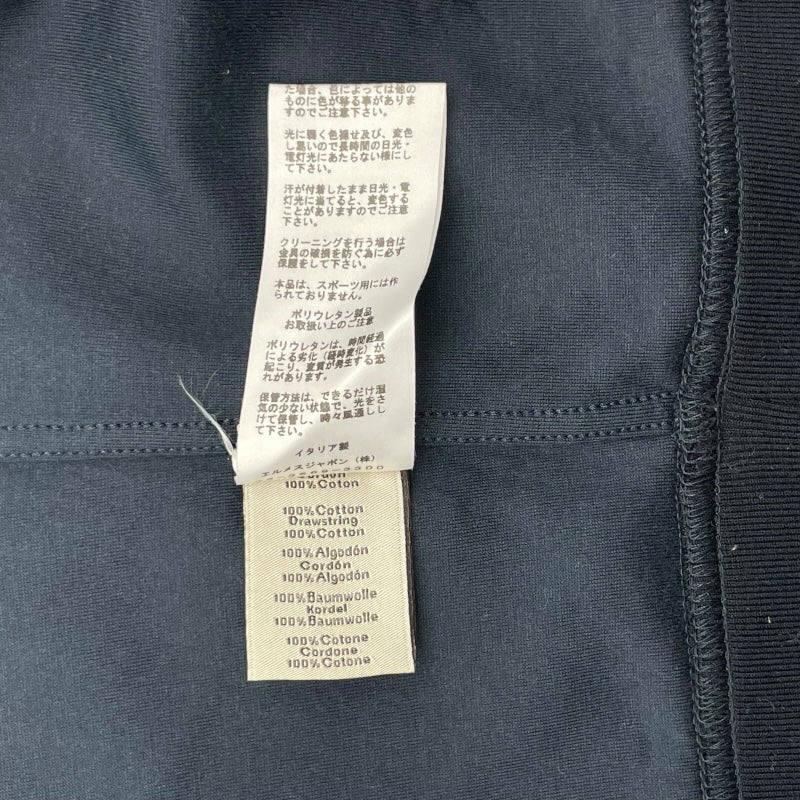 た場合、色によっては他の
ものに色が移る事がありま
すのでご注意下さい。
光に弱く色褪せ及び、変色
し易いので長時間の日光・
電灯光にあたらない様にし
て下さい。
汗が付着したまま日光・電
灯光に当てると、変色する
ことがありますのでご注意
下さい。
クリーニングを行う場合は
金具の破損を防ぐ為に必ず
保護をして下さい。
本品は、スポーツ用には作
られておりません。
ポリウレタン製品
お取扱い上のご注意
ポリウレタンは、時間経過
による劣化(経時変化)が
起こり、変質が発生する恐
れがあります。
保管方法は、できるだけ湿
気の少ない状態で、光をさ
けて保管し、時々風通しし
て下さい。
イタリア製
エルメスジャポン(株)
3300
Cordon
100% Coton
100% Cotton
Drawstring
100% Cotton
100% Algodón
Cordón
100% Algodón
100% Baumwolle
Kordel
100% Baumwolle
100% Cotone
Cordone
100% Cotone